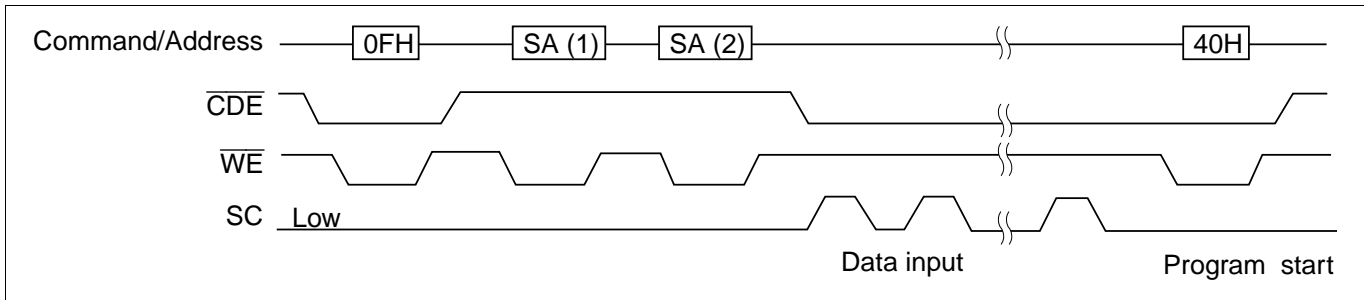 Command/Address 0FH SA (1) SA (2) 40H
CDE
WE
SC Low
Data input Program start